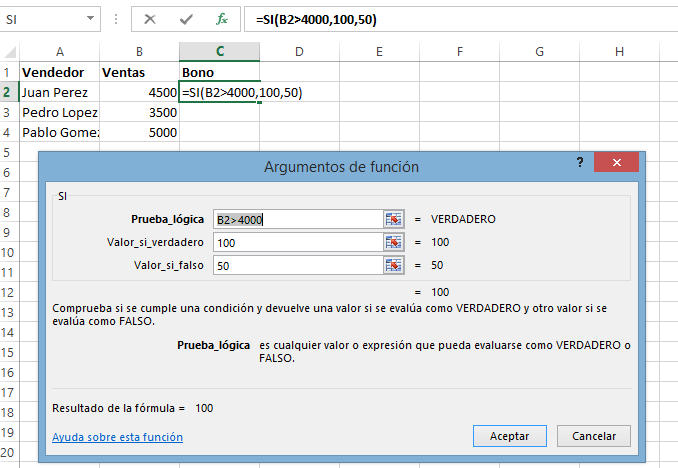 SI fx =SI(B2>4000,100,50)
A B C D E F G H
1 Vendedor Ventas Bono
2 Juan Perez 4500 =SI(B2>4000,100,50)
3 Pedro Lopez 3500
4 Pablo Gomez 5000
5
6
7
8
9
10
11
12
13
14
15
16
17
18
19
20
Argumentos de función ?
SI
Prueba_lógica B2>4000 = VERDADERO
Valor_si_verdadero 100 = 100
Valor_si_falso 50 = 50
= 100
Comprueba si se cumple una condición y devuelve una valor si se evalúa como VERDADERO y otro valor si se
evalúa como FALSO.
Prueba_lógica es cualquier valor o expresión que pueda evaluarse como VERDADERO o
FALSO.
Resultado de la fórmula = 100
Ayuda sobre esta función Aceptar Cancelar